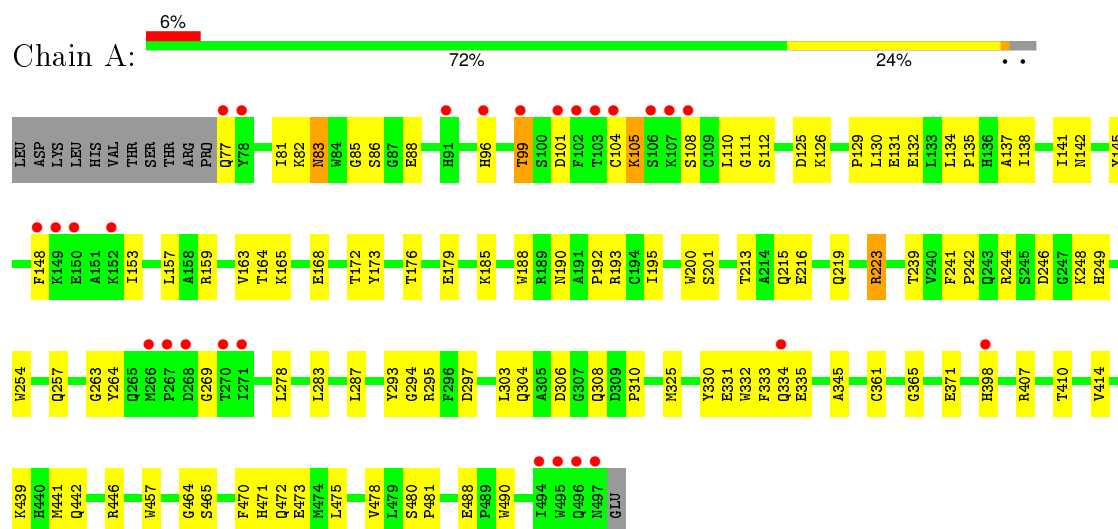 6%
Chain A:
72% 24% • •
LEU ASP LYS LEU HIS VAL THR SER THR ARG PRO Q77 Y78 I81 K82 N83 W84 G85 S86 G87 E88 H91 H96 T99 S100 D101 F102 T103 G104 K105 S106 K107 S108 C109 L110 G111 S112 D125 K126 P129 L130 E131 E132 L133 L134 P135 H136 A137 I138 I141 N142 Y145
F148 K149 E150 A151 K152 I153 L157 A158 R159 V163 T164 K165 E168 T172 Y173 T176 E179 K185 W188 R189 N190 A191 P192 R193 C194 I195 W200 S201 T213 A214 Q215 E216 Q219 R223 T239 V240 F241 P242 Q243 R244 S245 D246 G247 K248 H249
W254 Q257 G263 Y264 Q265 M266 P267 D268 G269 T270 I271 L278 L283 L287 Y293 G294 R295 F296 D297 L303 Q304 A305 D306 G307 Q308 D309 P310 M325 Y330 E331 W332 F333 Q334 E335 A345 C361 G365 E371 H398 R407 T410 V414
K439 H440 M441 Q442 R446 W457 G464 S465 F470 H471 Q472 E473 N474 L475 V478 L479 S480 P481 E488 P489 W490 I494 W495 Q496 N497 GLU